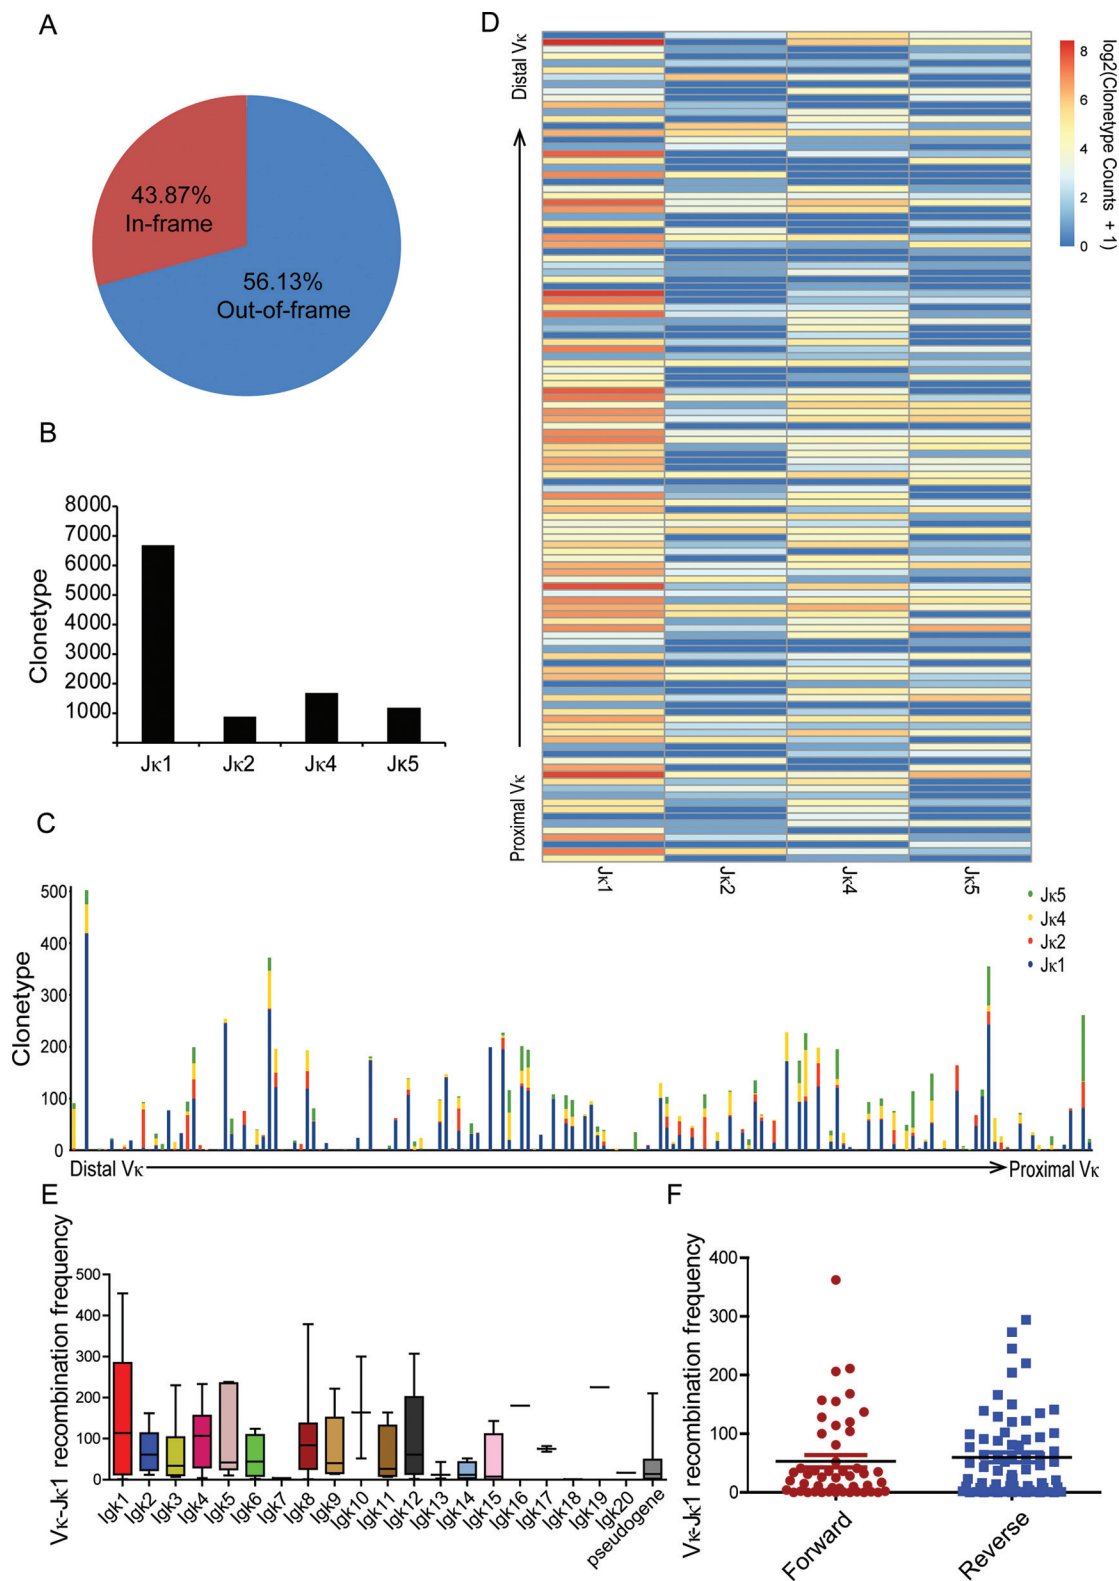 A
43.87%
In-frame
56.13%
Out-of-frame
B
Clonetype
8000
7000
6000
5000
4000
3000
2000
1000
Jκ1
Jκ2
Jκ4
Jκ5
D
Distal Vκ
Proximal Vκ
Jκ1
Jκ2
Jκ4
Jκ5
8
6
4
2
0
log2(Clonetype Counts + 1)
C
Clonetype
500
400
300
200
100
0
Distal Vκ
Proximal Vκ
Jκ5
Jκ4
Jκ2
Jκ1
E
Vκ-Jκ1 recombination frequency
500
400
300
200
100
0
Igk1
Igk2
Igk3
Igk4
Igk5
Igk6
Igk7
Igk8
Igk9
Igk10
Igk11
Igk12
Igk13
Igk14
Igk15
Igk16
Igk17
Igk18
Igk19
Igk20
pseudogene
F
Vκ-Jκ1 recombination frequency
400
300
200
100
0
Forward
Reverse